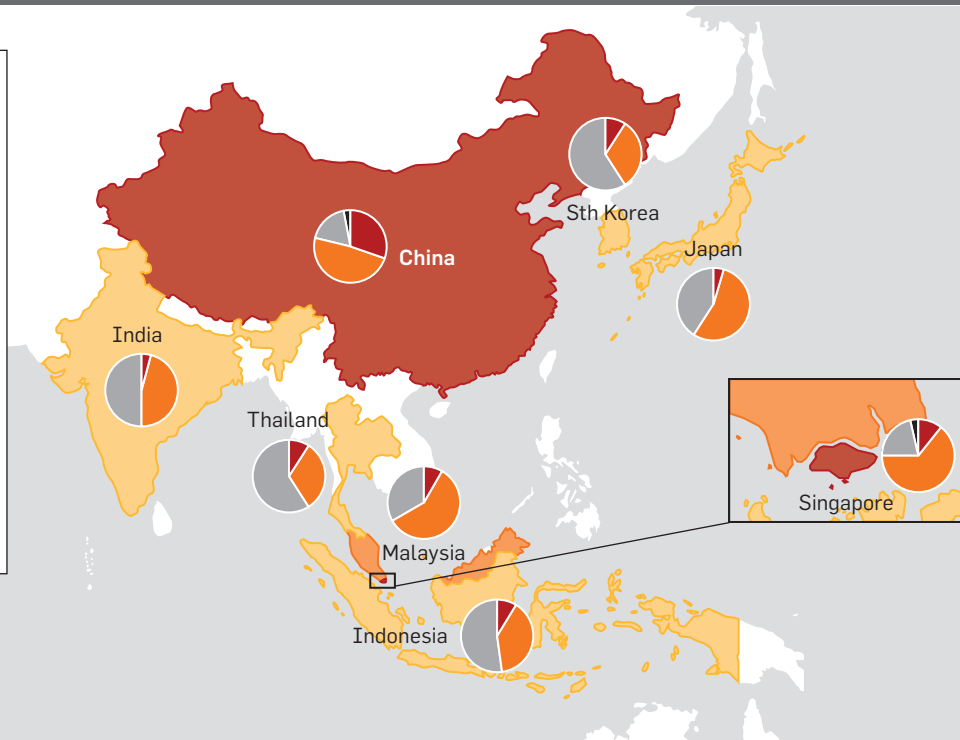 Sth Korea
Japan
China
India
Thailand
Singapore
Malaysia
Indonesia